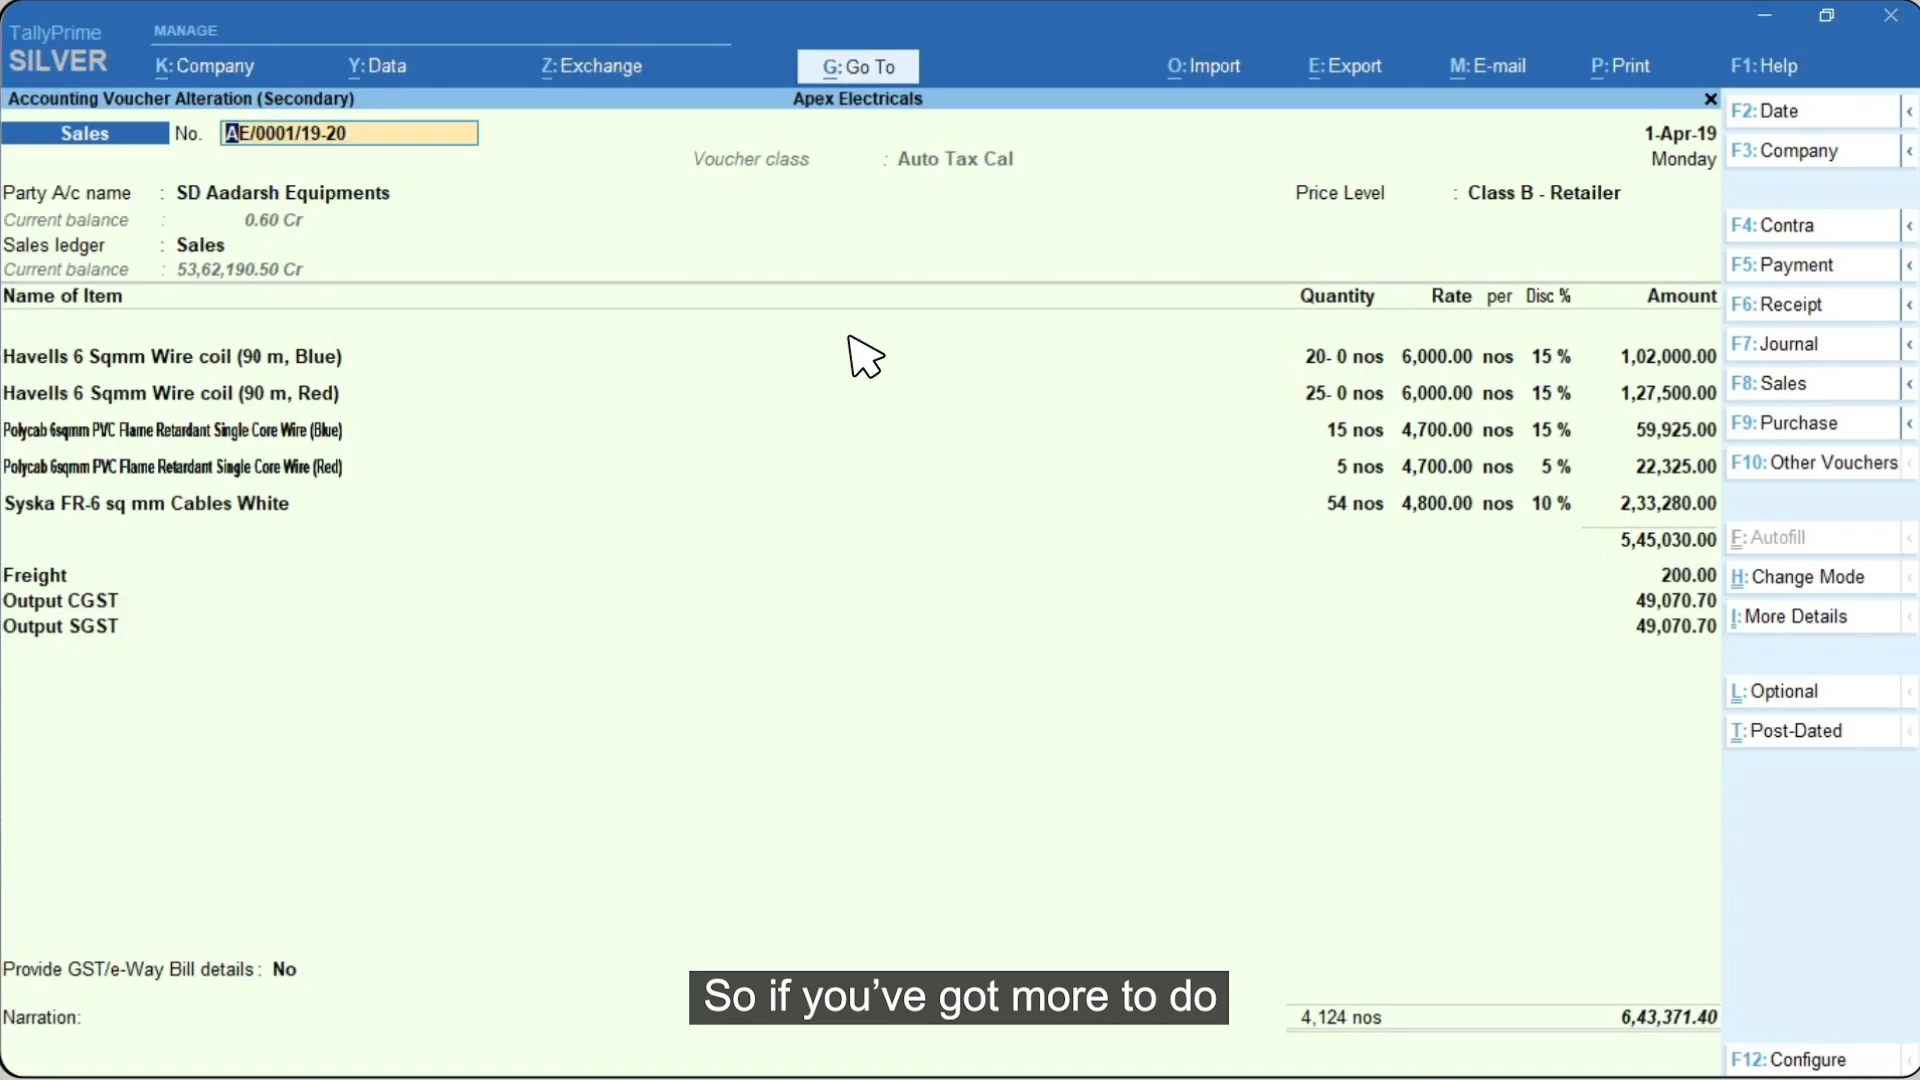 TallyPrime
SILVER
MANAGE
K: Company Y: Data Z: Exchange G: Go To O: Import E: Export M: E-mail P: Print F1: Help
Accounting Voucher Alteration (Secondary) Apex Electricals
Sales No. AE/0001/19-20 1-Apr-19
Voucher class : Auto Tax Cal Monday
Party A/c name : SD Aadarsh Equipments Price Level : Class B - Retailer
Current balance : 0.60 Cr
Sales ledger : Sales
Current balance : 53,62,190.50 Cr
Name of Item Quantity Rate per Disc % Amount
Havells 6 Sqmm Wire coil (90 m, Blue) 20- 0 nos 6,000.00 nos 15 % 1,02,000.00
Havells 6 Sqmm Wire coil (90 m, Red) 25- 0 nos 6,000.00 nos 15 % 1,27,500.00
Polycab 6sqmm PVC Flame Retardant Single Core Wire (Blue) 15 nos 4,700.00 nos 15 % 59,925.00
Polycab 6sqmm PVC Flame Retardant Single Core Wire (Red) 5 nos 4,700.00 nos 5 % 22,325.00
Syska FR-6 sq mm Cables White 54 nos 4,800.00 nos 10 % 2,33,280.00
5,45,030.00
Freight 200.00
Output CGST 49,070.70
Output SGST 49,070.70
Provide GST/e-Way Bill details : No
Narration: 4,124 nos 6,43,371.40
So if you've got more to do
F2: Date
F3: Company
F4: Contra
F5: Payment
F6: Receipt
F7: Journal
F8: Sales
F9: Purchase
F10: Other Vouchers
F: Autofill
H: Change Mode
I: More Details
L: Optional
T: Post-Dated
F12: Configure